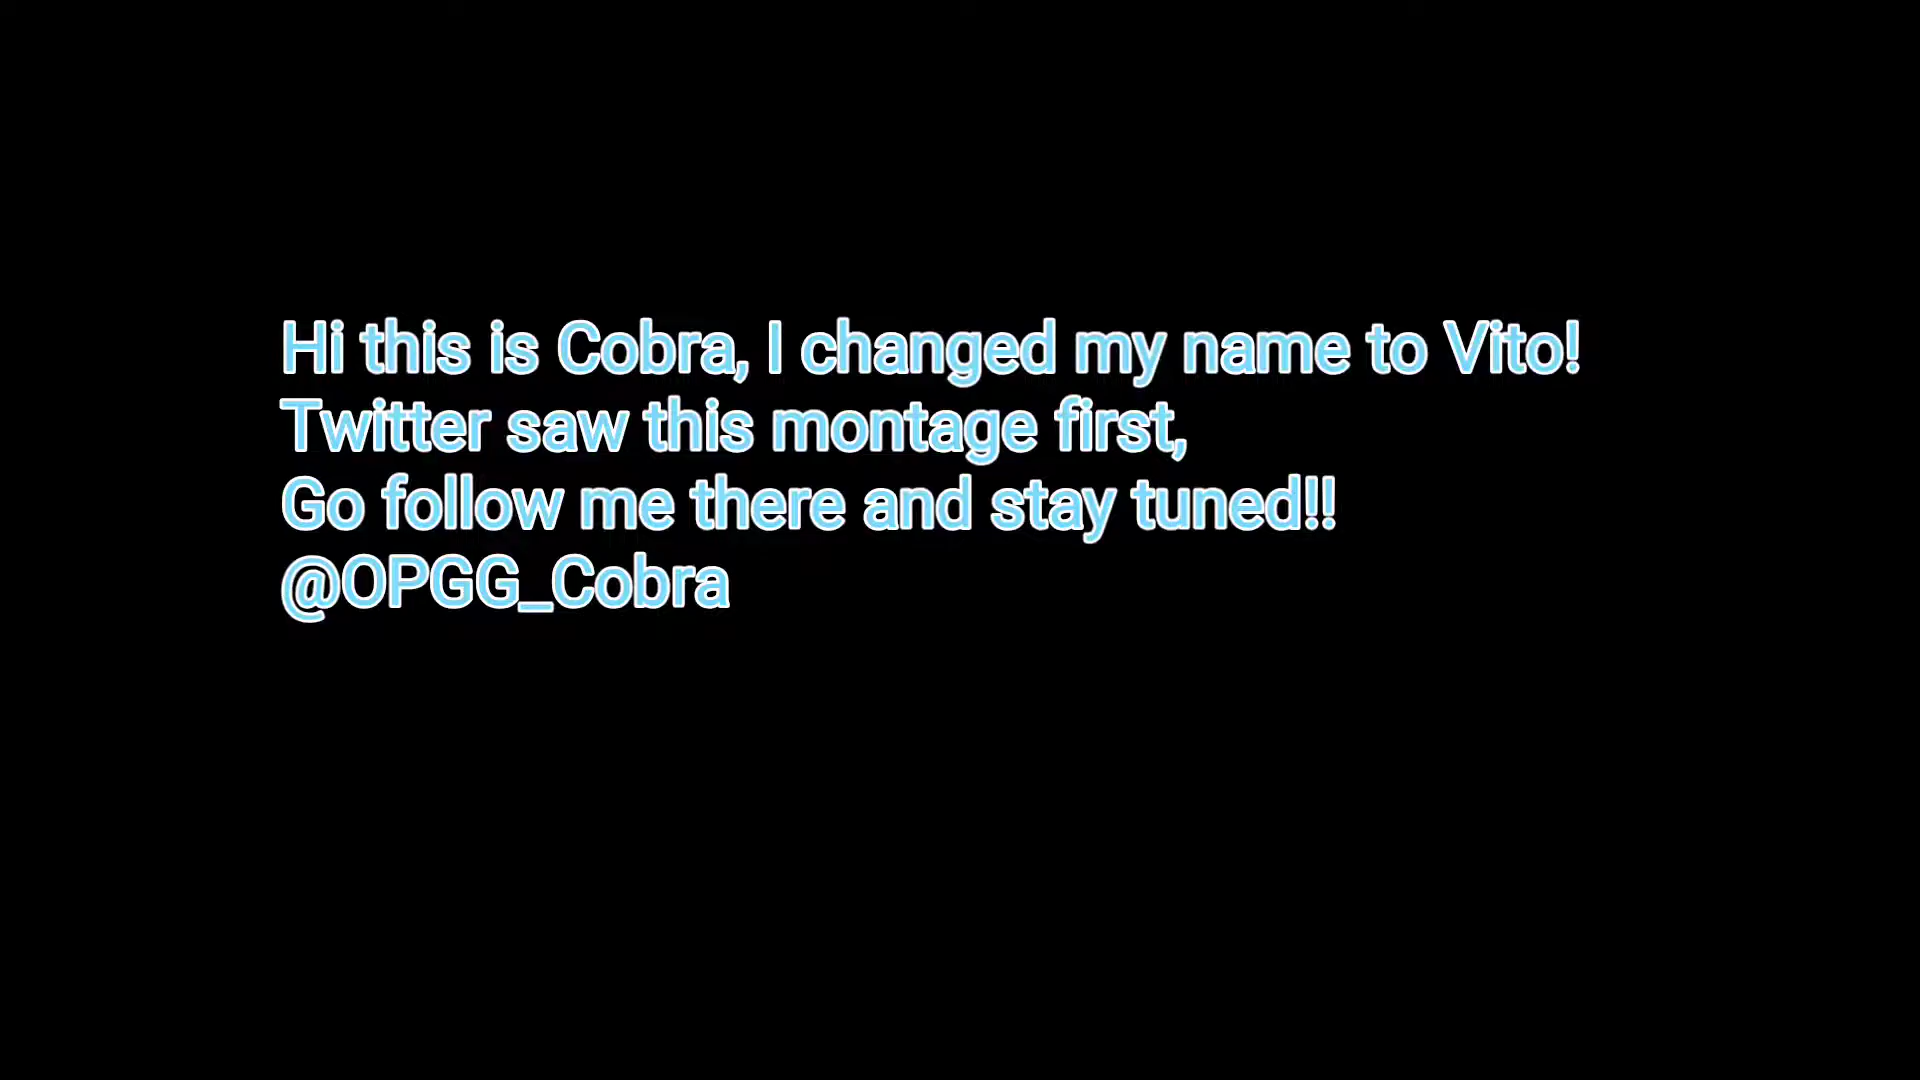 Hi this is Cobra, I changed my name to Vito!
Twitter saw this montage first,
Go follow me there and stay tuned!!
@OPGG_Cobra